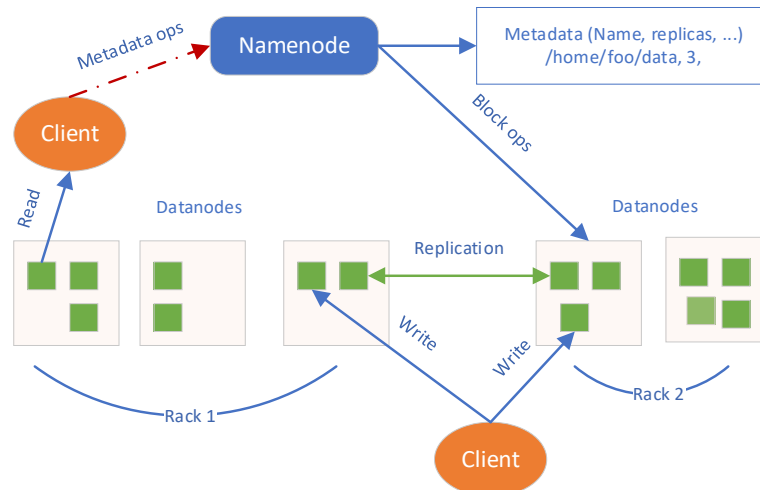 Metadata ops
Namenode
Metadata (Name, replicas, ...)
/home/foo/data, 3,
Client
Block ops
Read
Datanodes
Datanodes
Replication
Write
Write
Rack 1
Rack 2
Client